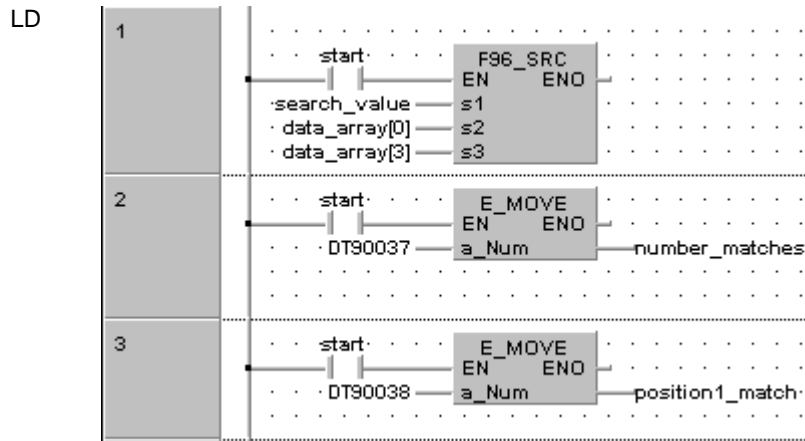 LD
1
start
F96_SRC
EN ENO
search_value s1
data_array[0] s2
data_array[3] s3
2
start
E_MOVE
EN ENO
DT90037 a_Num number_matches
3
start
E_MOVE
EN ENO
DT90038 a_Num position1_match